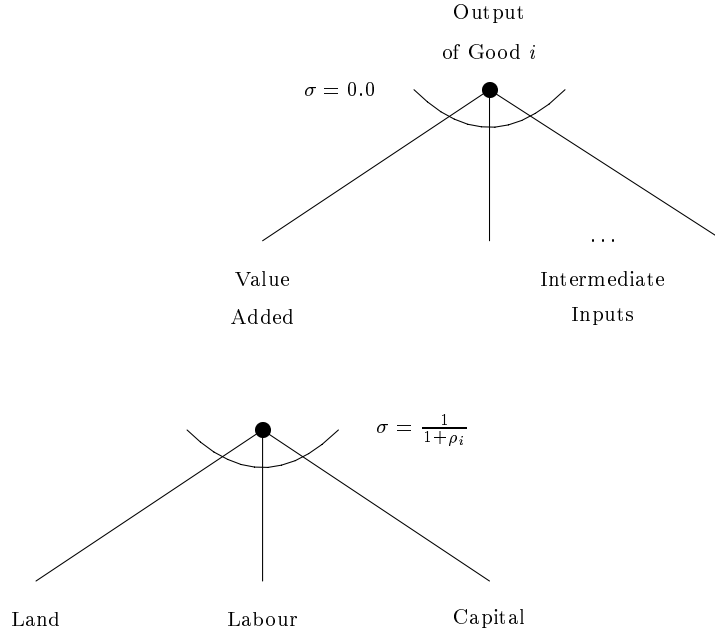 Output
of Good i
σ = 0.0
...
Value
Intermediate
Added
Inputs
σ = 1/(1+ρ_i)
Land
Labour
Capital